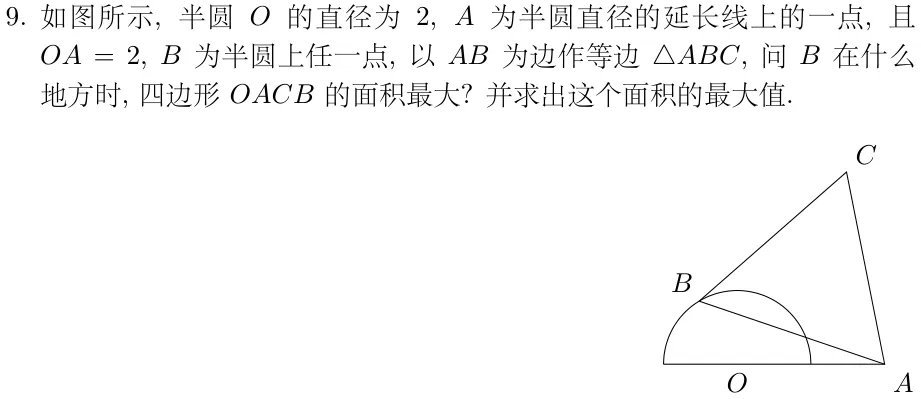 9. 如图所示, 半圆 O 的直径为 2, A 为半圆直径的延长线上的一点, 且
OA = 2, B 为半圆上任一点, 以 AB 为边作等边 △ABC, 问 B 在什么
地方时, 四边形 OACB 的面积最大? 并求出这个面积的最大值.
C
B
O
A